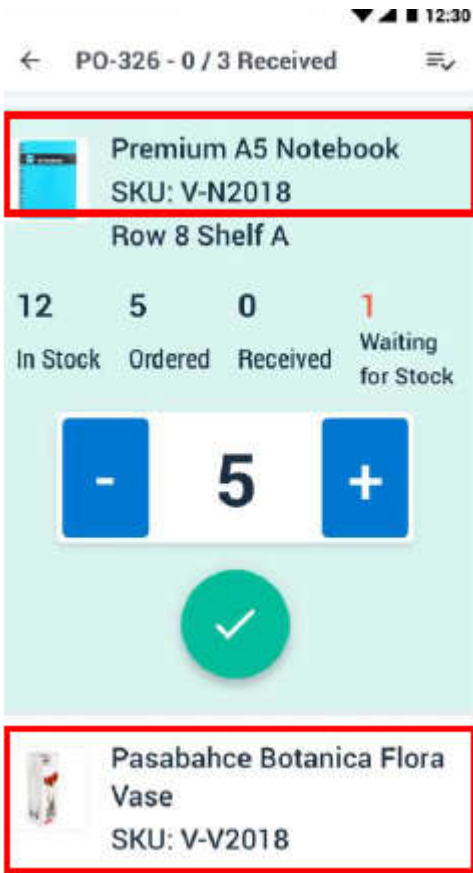 12:30
PO-326 - 0 / 3 Received
Premium A5 Notebook
SKU: V-N2018
Row 8 Shelf A
12 5 0 1
In Stock Ordered Received Waiting for Stock
- 5 +
Pasabahce Botanica Flora
Vase
SKU: V-V2018